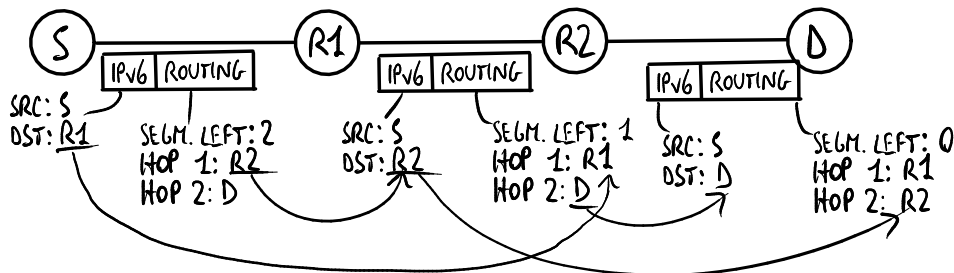 S R1 R2 D
IPv6 ROUTING
SRC: S
DST: R1
SEGM. LEFT: 2
HOP 1: R2
HOP 2: D
IPv6 ROUTING
SRC: S
DST: R2
SEGM. LEFT: 1
HOP 1: R1
HOP 2: D
IPv6 ROUTING
SRC: S
DST: D
SEGM. LEFT: 0
HOP 1: R1
HOP 2: R2